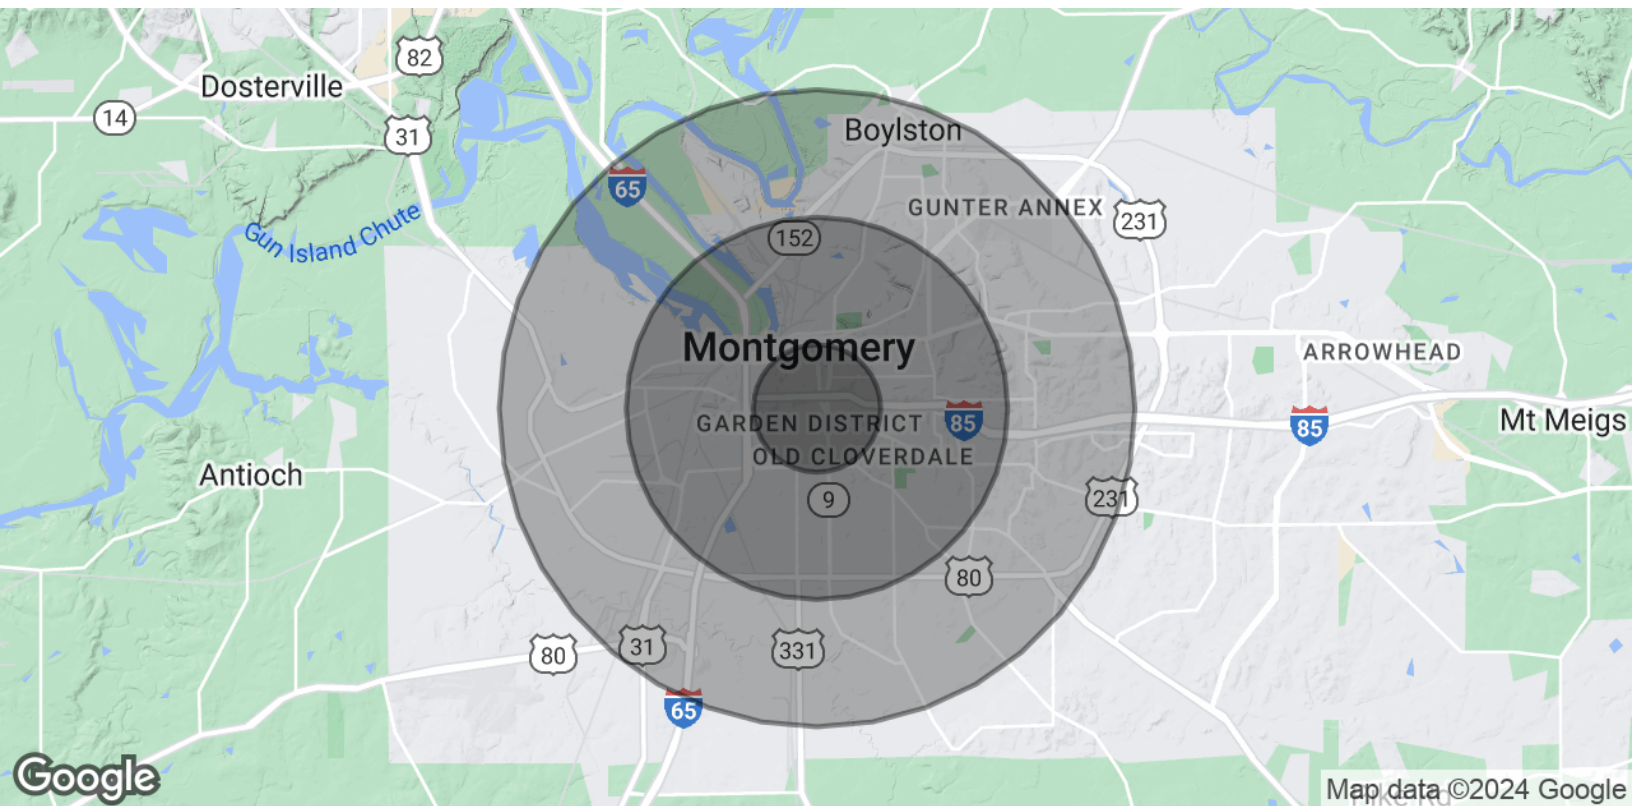 82
Dosterville
14
31
Boylston
65
GUNTER ANNEX
231
Gun Island Chute
152
Montgomery
ARROWHEAD
GARDEN DISTRICT
85
85
Mt Meigs
OLD CLOVERDALE
Antioch
9
231
80
31
331
80
65
Google
Map data ©2024 Google